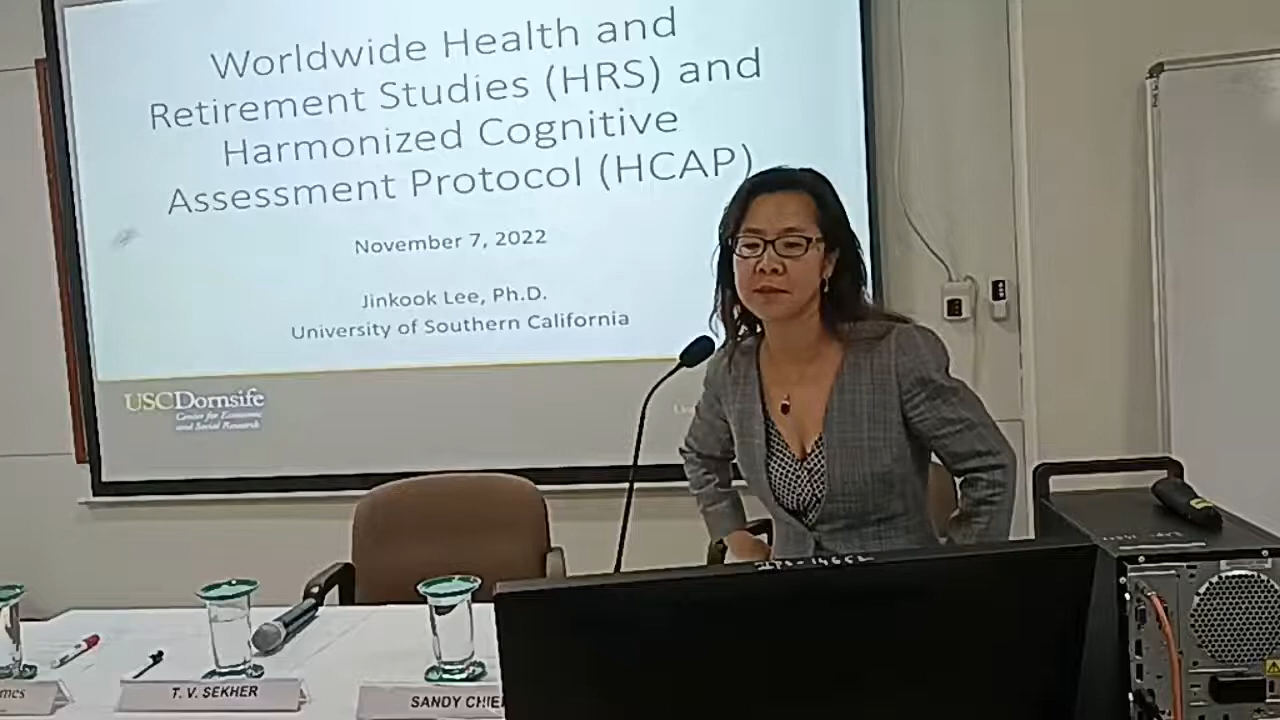 Worldwide Health and
Retirement Studies (HRS) and
Harmonized Cognitive
Assessment Protocol (HCAP)
November 7, 2022
Jinkook Lee, Ph.D.
University of Southern California
USCDornsife
Center for Economic
and Social Research
mes
T. V. SEKHER
SANDY CHIE